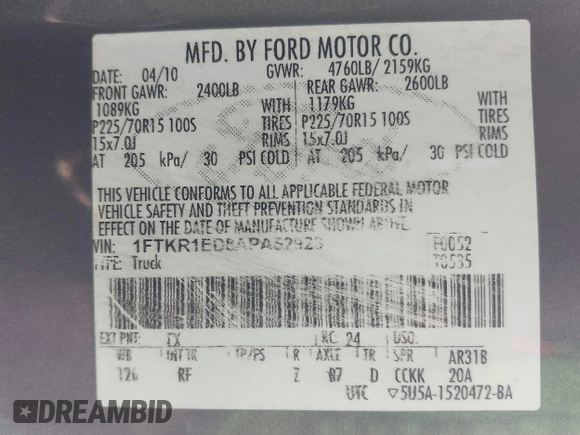 MFD. BY FORD MOTOR CO.
DATE: 04/10 GVWR: 4760LB/ 2159KG
FRONT GAWR: 2400LB REAR GAWR: 2600LB
1089KG WITH 1179KG WITH
P225/70R15 100S TIRES P225/70R15 100S TIRES
15x7.0J RIMS 15x7.0J RIMS
AT 205 kPa/ 30 PSI COLD AT 205 kPa/ 30 PSI COLD
THIS VEHICLE CONFORMS TO ALL APPLICABLE FEDERAL MOTOR
VEHICLE SAFETY AND THEFT PREVENTION STANDARDS IN
EFFECT ON THE DATE OF MANUFACTURE SHOWN ABOVE.
VIN: F0052
TYPE: Truck T0535
EXT PNT: RC: 24 DSO:
WB INT TR TP/PS R AXLE TR SPR AR31B
126 RF D CCKK 20A
UTC ▽5U5A-1520472-BA
DREAMBID